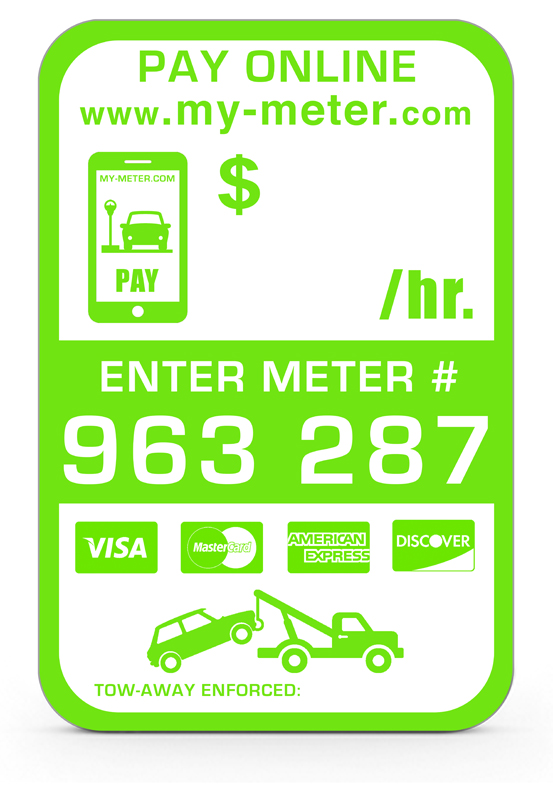 PAY ONLINE
www.my-meter.com
MY-METER.COM
$
PAY
/hr.
ENTER METER #
963 287
VISA
MasterCard
AMERICAN EXPRESS
DISCOVER
TOW-AWAY ENFORCED: